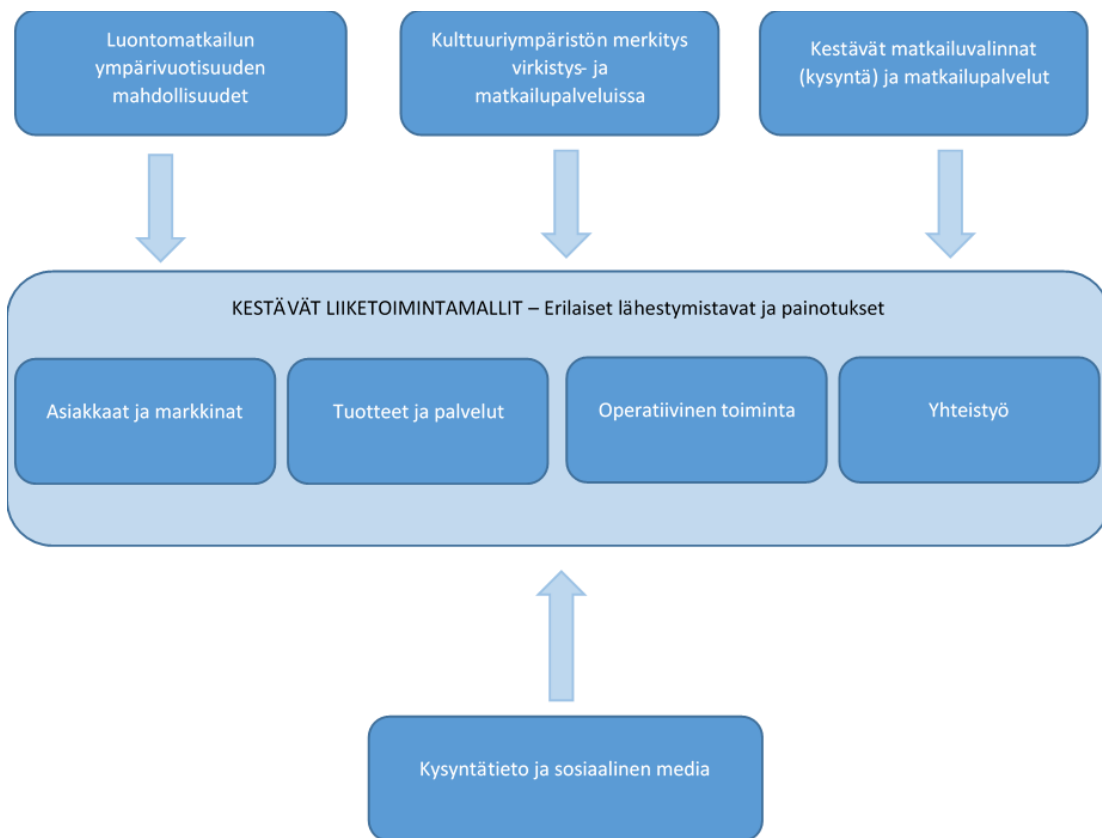 Luontomatkailun
ympärivuotisuuden
mahdollisuudet
Kulttuuriympäristön merkitys
virkistys- ja
matkailupalveluissa
Kestävät matkailuvalinnat
(kysyntä) ja matkailupalvelut
KESTÄVÄT LIIKETOIMINTAMALLIT – Erilaiset lähestymistavat ja painotukset
Asiakkaat ja markkinat
Tuotteet ja palvelut
Operatiivinen toiminta
Yhteistyö
Kysyntätieto ja sosiaalinen media